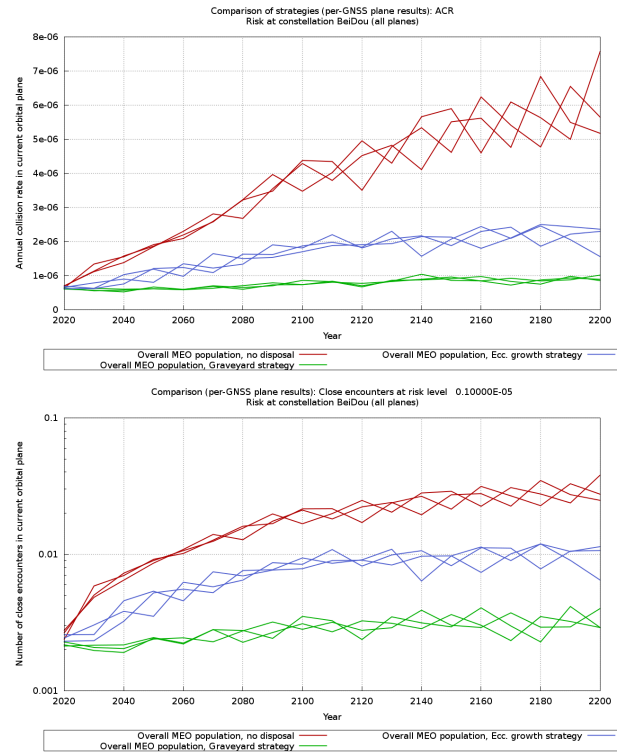 Comparison of strategies (per-GNSS plane results): ACR
Risk at constellation BeiDou (all planes)
8e-06
7e-06
6e-06
5e-06
4e-06
3e-06
2e-06
1e-06
0
Annual collision rate in current orbital plane
2020 2040 2060 2080 2100 2120 2140 2160 2180 2200
Year
Overall MEO population, no disposal
Overall MEO population, Ecc. growth strategy
Overall MEO population, Graveyard strategy
Comparison (per-GNSS plane results): Close encounters at risk level 0.10000E-05
Risk at constellation BeiDou (all planes)
0.1
0.01
0.001
Number of close encounters in current orbital plane
2020 2040 2060 2080 2100 2120 2140 2160 2180 2200
Year
Overall MEO population, no disposal
Overall MEO population, Ecc. growth strategy
Overall MEO population, Graveyard strategy